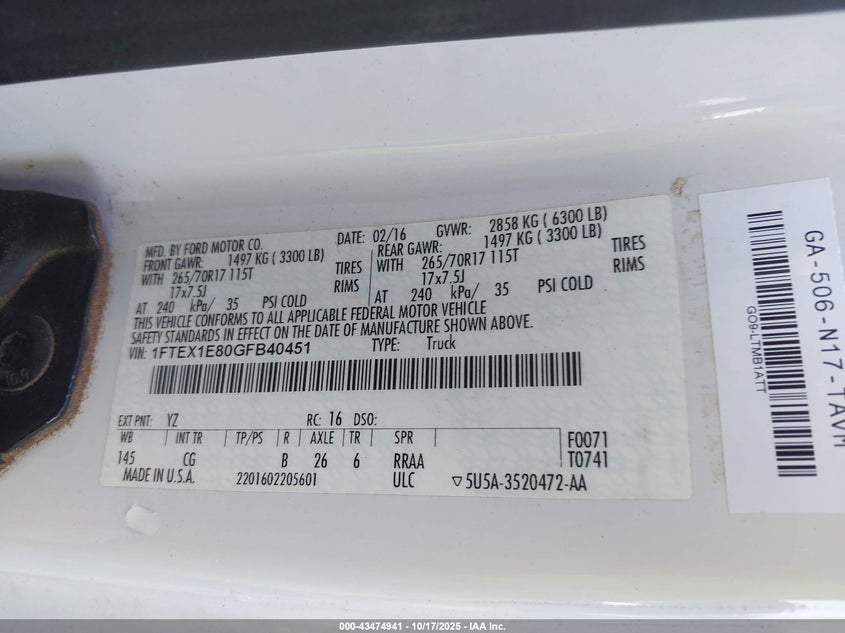 MFD. BY FORD MOTOR CO.
DATE: 02/16 GVWR: 2858 KG ( 6300 LB)
FRONT GAWR: 1497 KG ( 3300 LB)
WITH 265/70R17 115T TIRES
17x7.5J RIMS
AT 240 kPa/ 35 PSI COLD
REAR GAWR: 1497 KG ( 3300 LB)
WITH 265/70R17 115T TIRES
17x7.5J RIMS
AT 240 kPa/ 35 PSI COLD
THIS VEHICLE CONFORMS TO ALL APPLICABLE FEDERAL MOTOR VEHICLE
SAFETY STANDARDS IN EFFECT ON THE DATE OF MANUFACTURE SHOWN ABOVE.
VIN: 1FTEX1E80GFB40451 TYPE: Truck
EXT PNT: YZ RC: 16 DSO:
WB INT TR TP/PS R AXLE TR SPR F0071
145 CG B 26 6 RRAA T0741
MADE IN U.S.A. 2201602205601 ULC ▽5U5A-3520472-AA
GA-506-N17-TAVM
GO9-LTMB1ATT
10.9
000-43474941 - 10/17/2025 - IAA Inc.